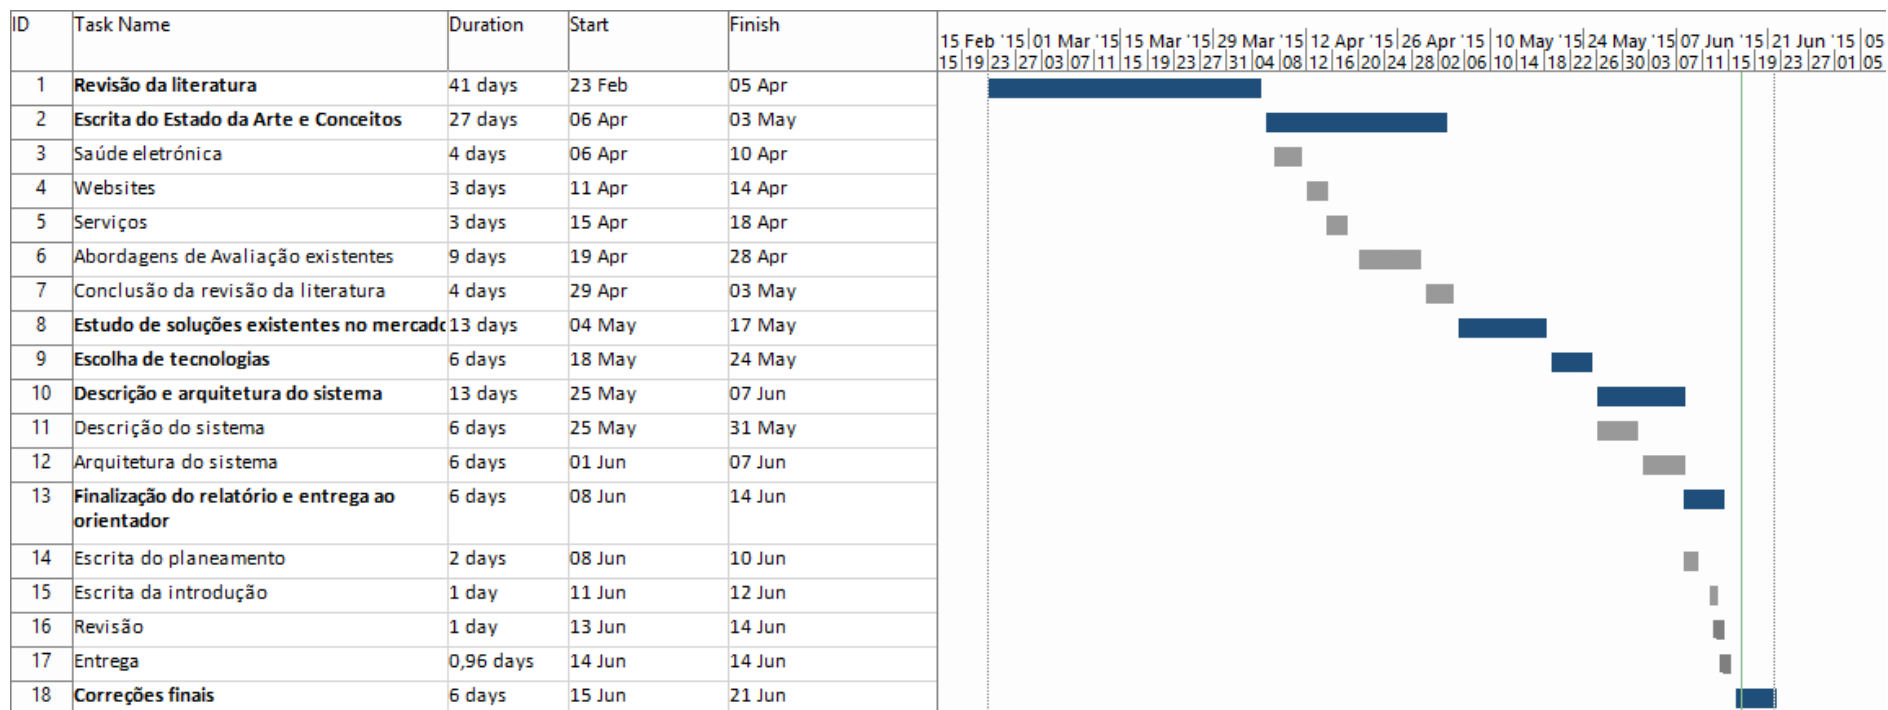 ID Task Name Duration Start Finish
15 Feb '15 01 Mar '15 15 Mar '15 29 Mar '15 12 Apr '15 26 Apr '15 10 May '15 24 May '15 07 Jun '15 21 Jun '15 05
15 19 23 27 03 07 11 15 19 23 27 31 04 08 12 16 20 24 28 02 06 10 14 18 22 26 30 03 07 11 15 19 23 27 01 05
1 Revisão da literatura 41 days 23 Feb 05 Apr
2 Escrita do Estado da Arte e Conceitos 27 days 06 Apr 03 May
3 Saúde eletrónica 4 days 06 Apr 10 Apr
4 Websites 3 days 11 Apr 14 Apr
5 Serviços 3 days 15 Apr 18 Apr
6 Abordagens de Avaliação existentes 9 days 19 Apr 28 Apr
7 Conclusão da revisão da literatura 4 days 29 Apr 03 May
8 Estudo de soluções existentes no mercado 13 days 04 May 17 May
9 Escolha de tecnologias 6 days 18 May 24 May
10 Descrição e arquitetura do sistema 13 days 25 May 07 Jun
11 Descrição do sistema 6 days 25 May 31 May
12 Arquitetura do sistema 6 days 01 Jun 07 Jun
13 Finalização do relatório e entrega ao 6 days 08 Jun 14 Jun
orientador
14 Escrita do planeamento 2 days 08 Jun 10 Jun
15 Escrita da introdução 1 day 11 Jun 12 Jun
16 Revisão 1 day 13 Jun 14 Jun
17 Entrega 0,96 days 14 Jun 14 Jun
18 Correções finais 6 days 15 Jun 21 Jun